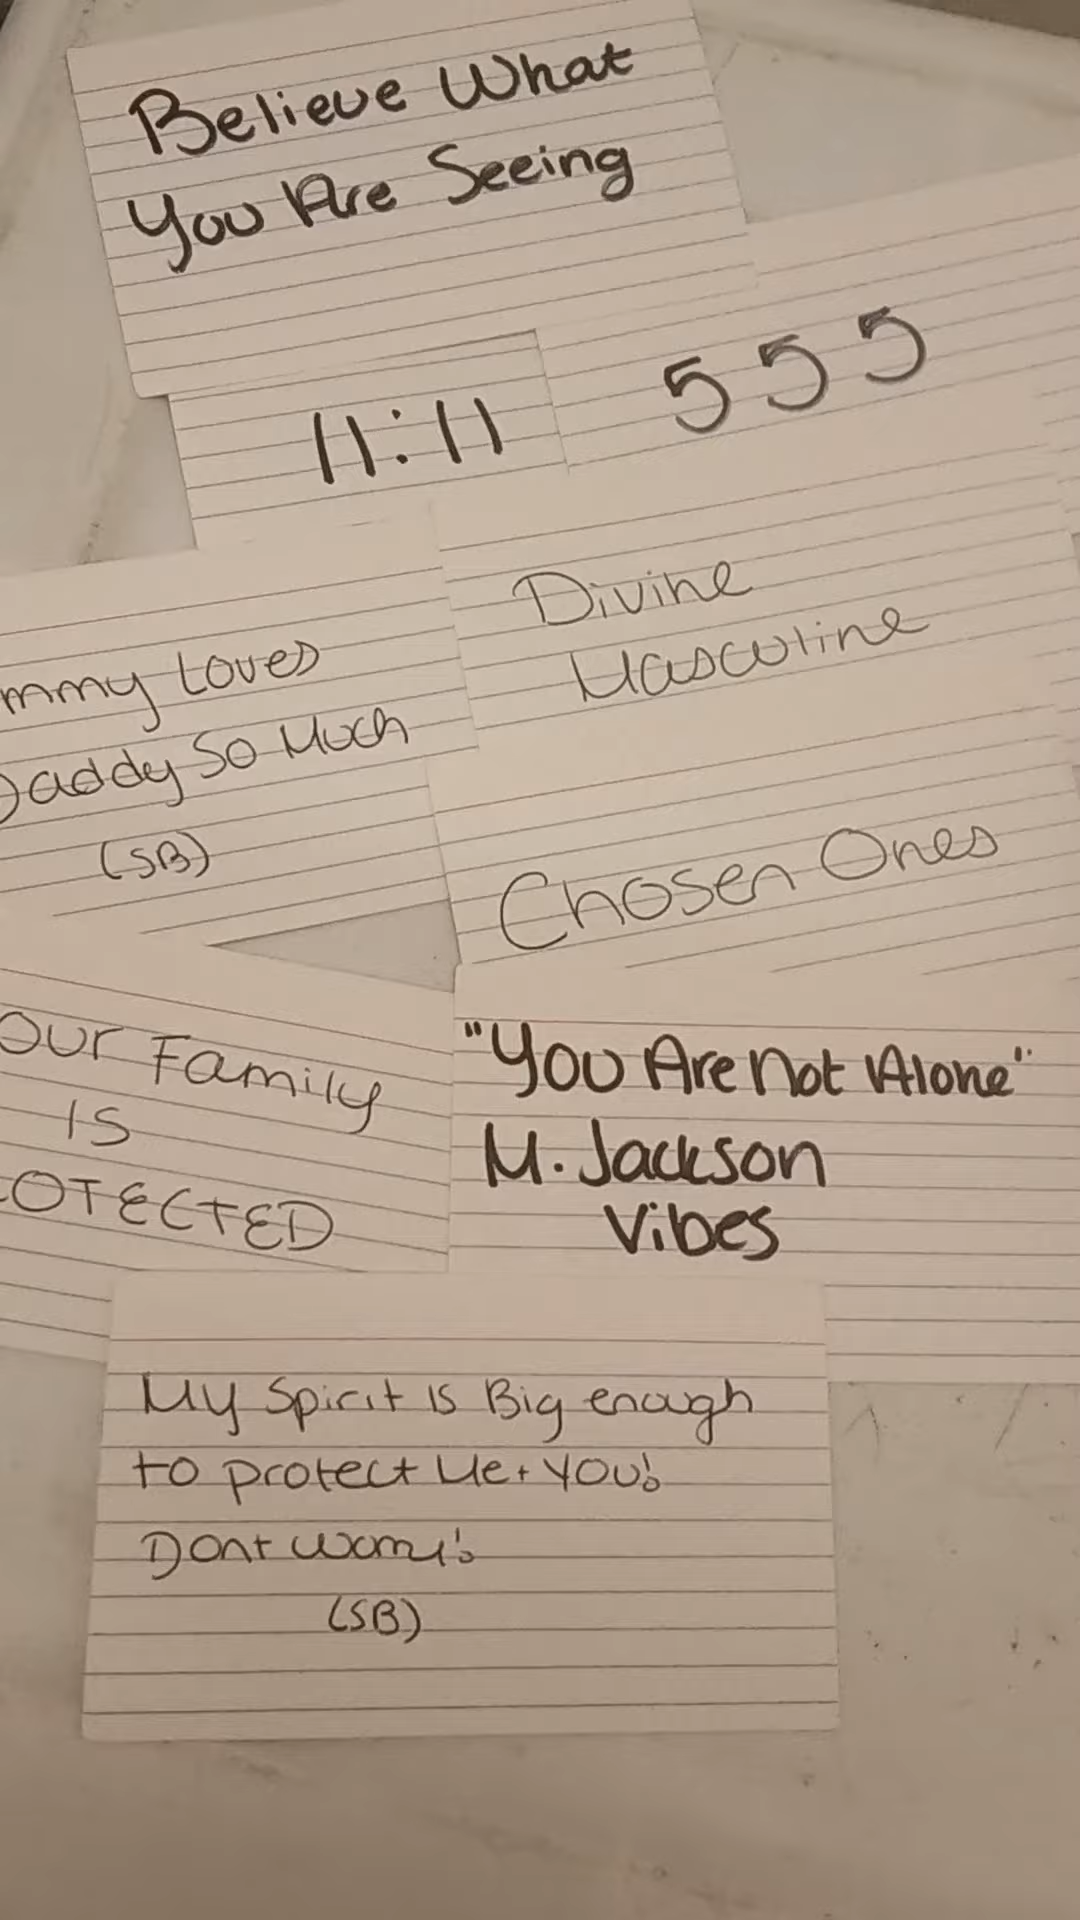 Believe What
You Are Seeing
11:11
555
mmy Loves
Daddy So Much
(SB)
Divine
Masculine
Chosen Ones
our Family
IS
OTECTED
"You Are Not Alone"
M. Jackson
Vibes
My Spirit is Big enough
to protect Me + YOU!
Dont worry!
(SB)